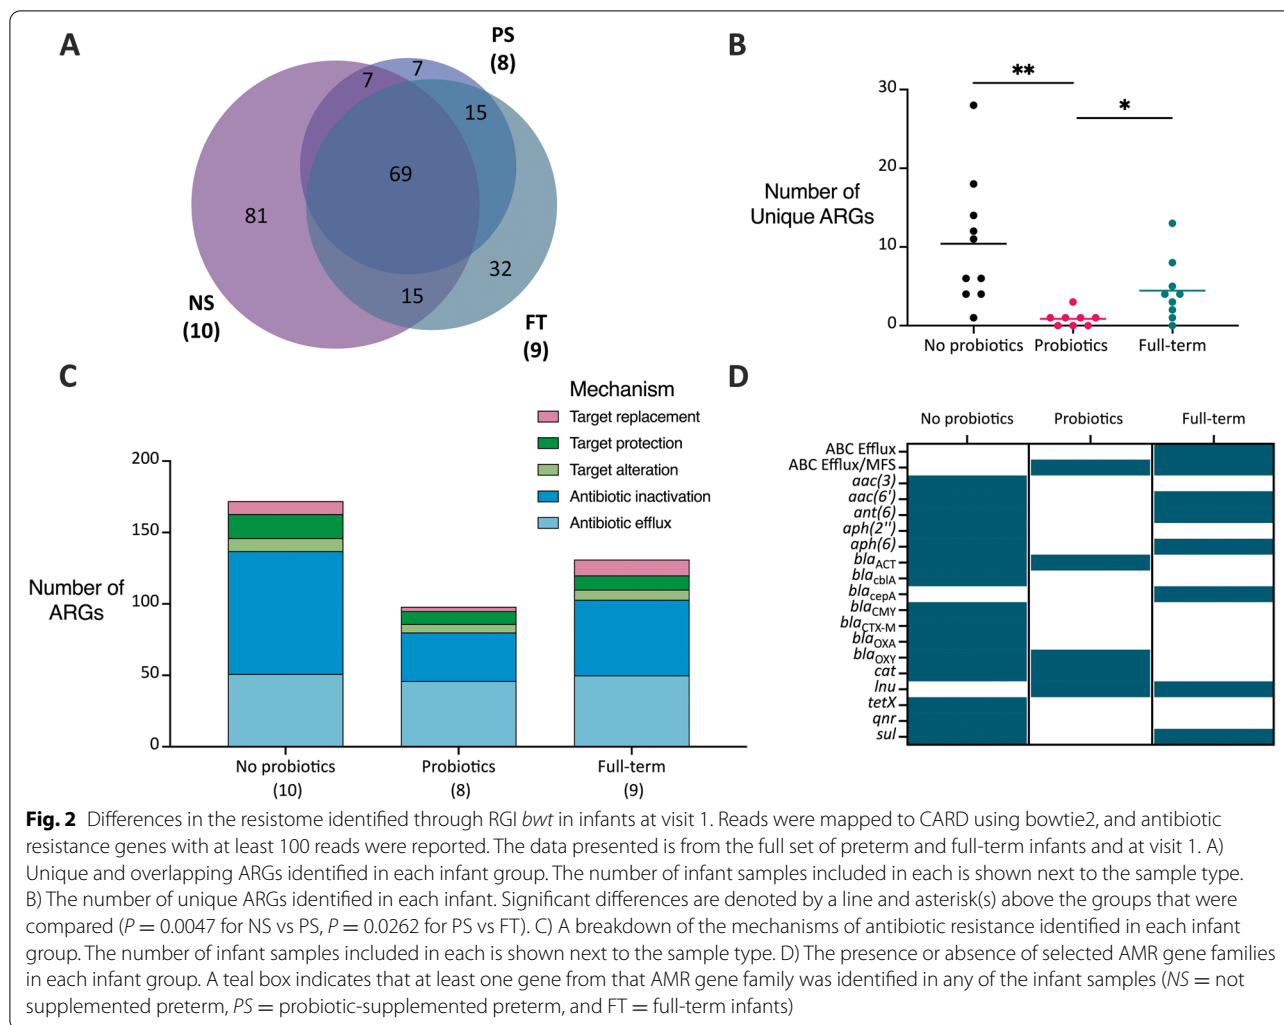 A
PS
(8)
7
7
15
69
81
32
15
NS
(10)
FT
(9)
B
**
*
30
20
10
0
Number of
Unique ARGs
No probiotics
Probiotics
Full-term
C
Mechanism
Target replacement
Target protection
Target alteration
Antibiotic inactivation
Antibiotic efflux
200
150
100
50
0
Number of
ARGs
No probiotics
(10)
Probiotics
(8)
Full-term
(9)
D
No probiotics
Probiotics
Full-term
ABC Efflux
ABC Efflux/MFS
aac(3)
aac(6')
ant(6)
aph(2'')
aph(6)
blaACT
blacblA
blacepA
blaCMY
blaCTX-M
blaOXA
blaOXY
cat
lnu
tetX
qnr
sul
Fig. 2 Differences in the resistome identified through RGI bwt in infants at visit 1. Reads were mapped to CARD using bowtie2, and antibiotic
resistance genes with at least 100 reads were reported. The data presented is from the full set of preterm and full-term infants and at visit 1. A)
Unique and overlapping ARGs identified in each infant group. The number of infant samples included in each is shown next to the sample type.
B) The number of unique ARGs identified in each infant. Significant differences are denoted by a line and asterisk(s) above the groups that were
compared (P = 0.0047 for NS vs PS, P = 0.0262 for PS vs FT). C) A breakdown of the mechanisms of antibiotic resistance identified in each infant
group. The number of infant samples included in each is shown next to the sample type. D) The presence or absence of selected AMR gene families
in each infant group. A teal box indicates that at least one gene from that AMR gene family was identified in any of the infant samples (NS = not
supplemented preterm, PS = probiotic-supplemented preterm, and FT = full-term infants)